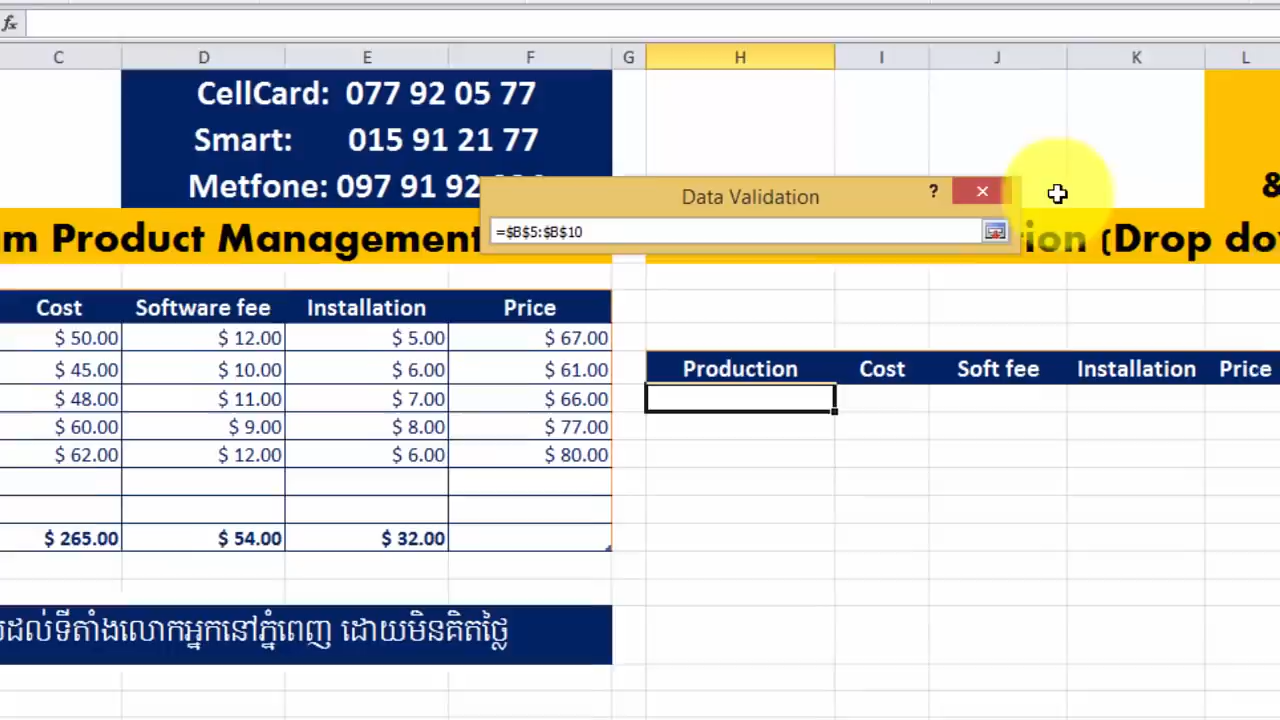 fx
C D E F G H I J K L
CellCard: 077 92 05 77
Smart: 015 91 21 77
Metfone: 097 91 92
&
Data Validation
?
=$B$5:$B$10
m Product Management
ion (Drop do
Cost Software fee Installation Price
$ 50.00 $ 12.00 $ 5.00 $ 67.00
$ 45.00 $ 10.00 $ 6.00 $ 61.00
$ 48.00 $ 11.00 $ 7.00 $ 66.00
$ 60.00 $ 9.00 $ 8.00 $ 77.00
$ 62.00 $ 12.00 $ 6.00 $ 80.00
$ 265.00 $ 54.00 $ 32.00
Production Cost Soft fee Installation Price
ដល់ទីតាំងលោកអ្នកនៅភ្នំពេញ ដោយមិនគិតថ្លៃ